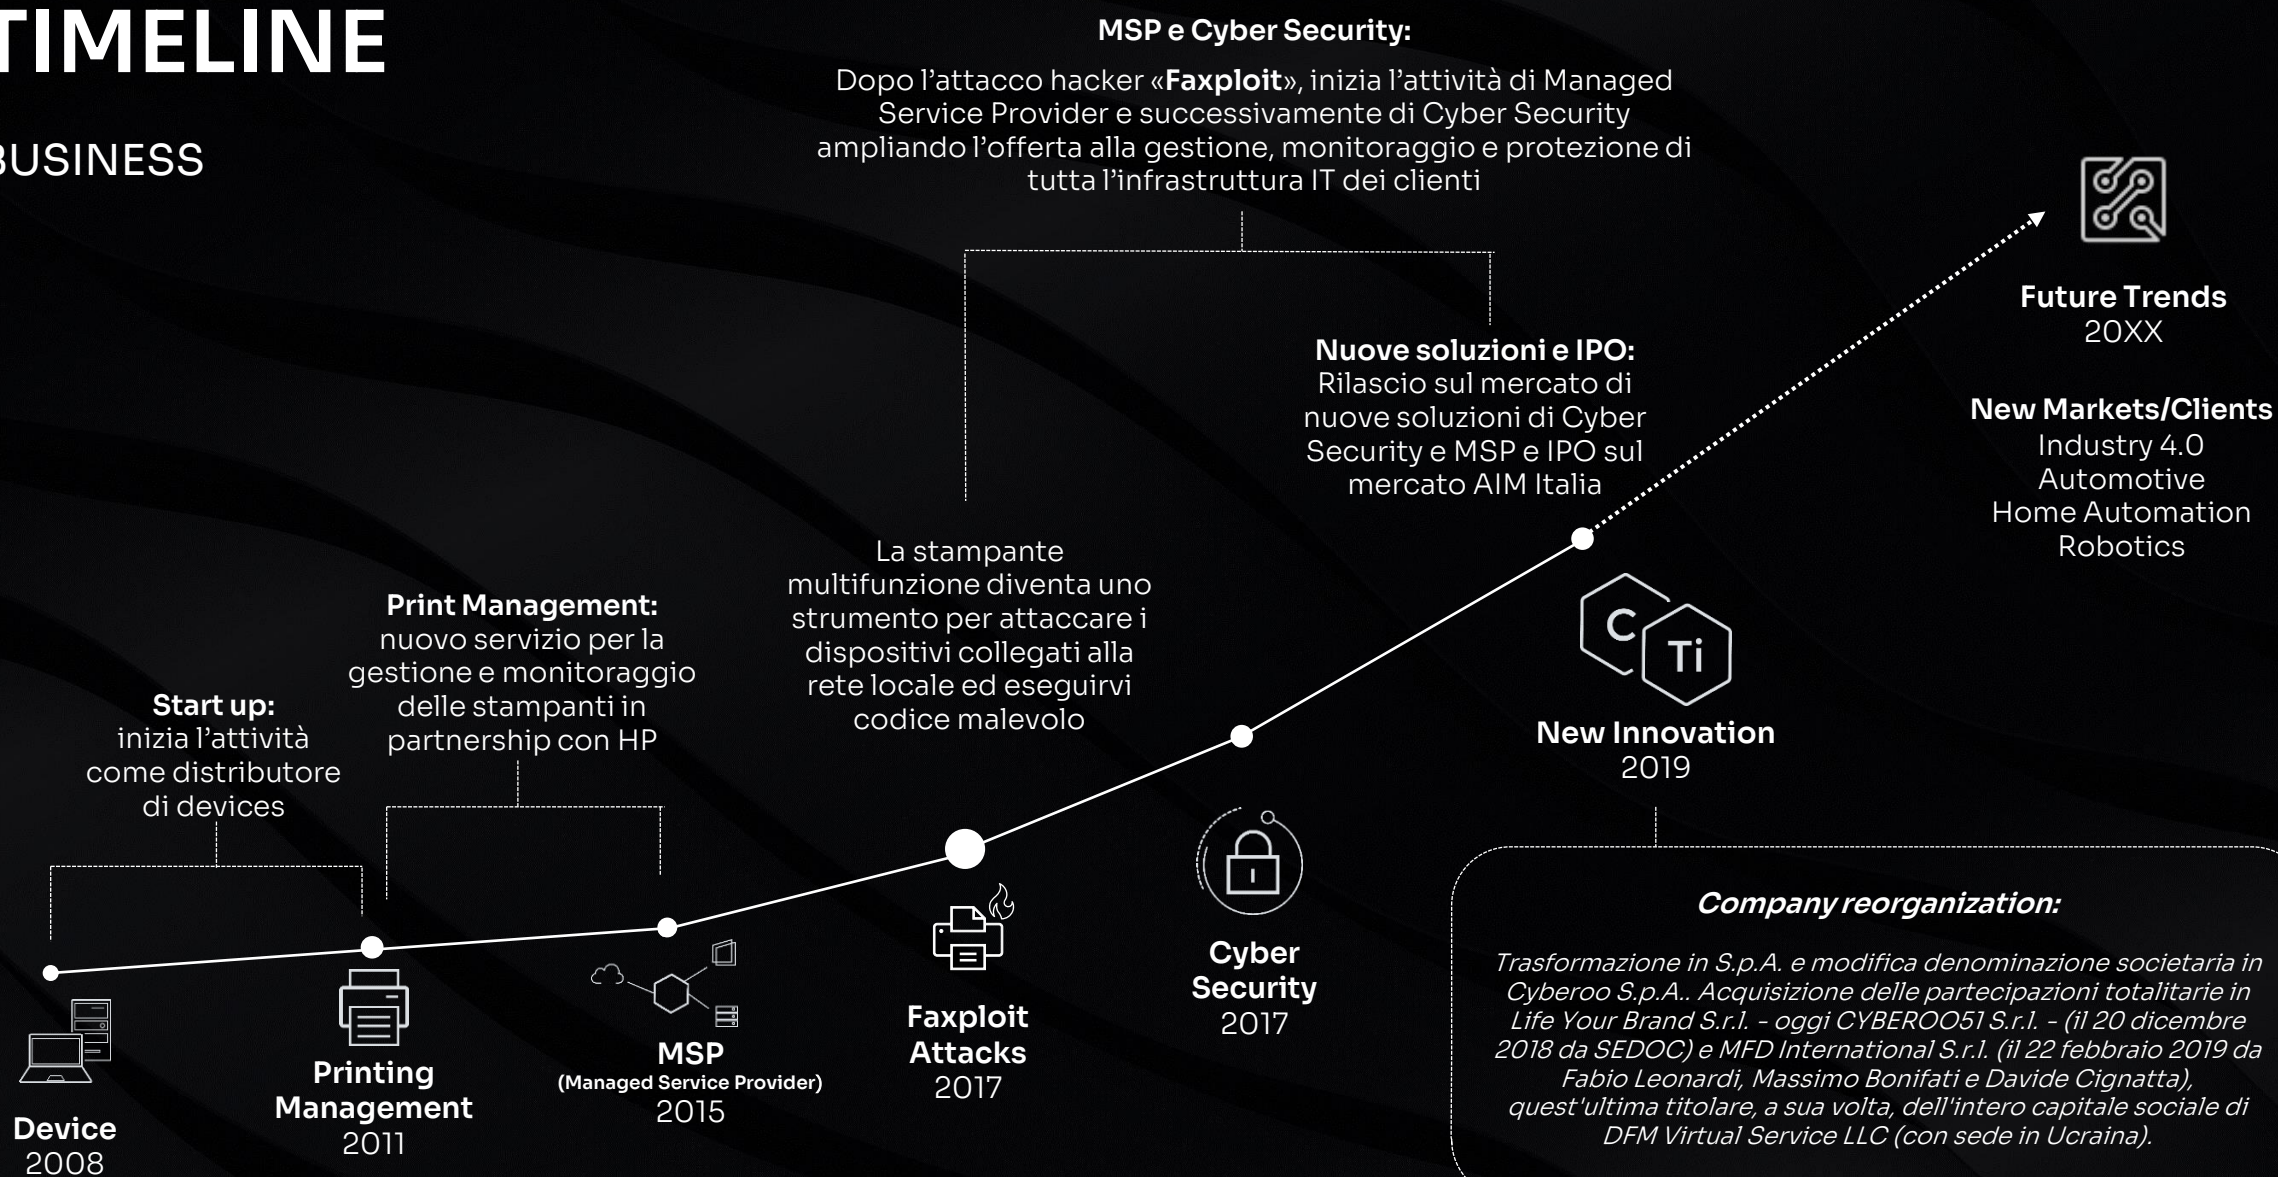 TIMELINE
BUSINESS
MSP e Cyber Security:
Dopo l’attacco hacker «Faxploit», inizia l’attività di Managed
Service Provider e successivamente di Cyber Security
ampliando l’offerta alla gestione, monitoraggio e protezione di
tutta l’infrastruttura IT dei clienti
Start up:
inizia l’attività
come distributore
di devices
Print Management:
nuovo servizio per la
gestione e monitoraggio
delle stampanti in
partnership con HP
La stampante
multifunzione diventa uno
strumento per attaccare i
dispositivi collegati alla
rete locale ed eseguirvi
codice malevolo
Nuove soluzioni e IPO:
Rilascio sul mercato di
nuove soluzioni di Cyber
Security e MSP e IPO sul
mercato AIM Italia
Future Trends
20XX
New Markets/Clients
Industry 4.0
Automotive
Home Automation
Robotics
Device
2008
Printing
Management
2011
MSP
(Managed Service Provider)
2015
Faxploit
Attacks
2017
Cyber
Security
2017
C
Ti
New Innovation
2019
Company reorganization:
Trasformazione in S.p.A. e modifica denominazione societaria in
Cyberoo S.p.A.. Acquisizione delle partecipazioni totalitarie in
Life Your Brand S.r.l. - oggi CYBEROO51 S.r.l. - (il 20 dicembre
2018 da SEDOC) e MFD International S.r.l. (il 22 febbraio 2019 da
Fabio Leonardi, Massimo Bonifati e Davide Cignatta),
quest'ultima titolare, a sua volta, dell'intero capitale sociale di
DFM Virtual Service LLC (con sede in Ucraina).